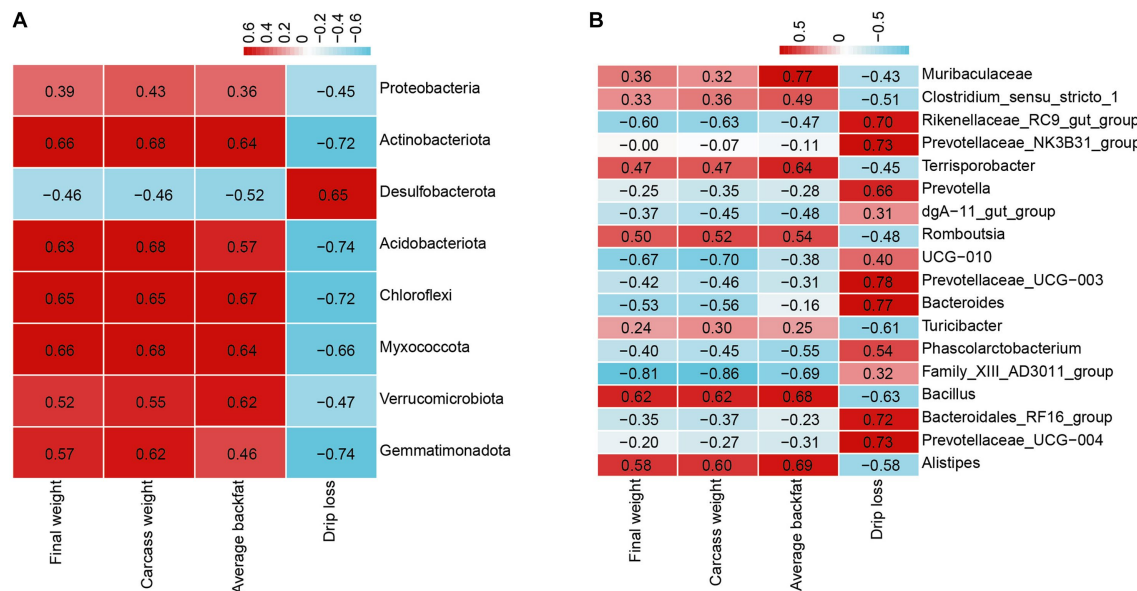 A
0.6 0.4 0.2 0 -0.2 -0.4 -0.6
0.39 0.43 0.36 −0.45 Proteobacteria
0.66 0.68 0.64 −0.72 Actinobacteriota
−0.46 −0.46 −0.52 0.65 Desulfobacterota
0.63 0.68 0.57 −0.74 Acidobacteriota
0.65 0.65 0.67 −0.72 Chloroflexi
0.66 0.68 0.64 −0.66 Myxococcota
0.52 0.55 0.62 −0.47 Verrucomicrobiota
0.57 0.62 0.46 −0.74 Gemmatimonadota
Final weight
Carcass weight
Average backfat
Drip loss
B
0.5 0 -0.5
0.36 0.32 0.77 −0.43 Muribaculaceae
0.33 0.36 0.49 −0.51 Clostridium_sensu_stricto_1
−0.60 −0.63 −0.47 0.70 Rikenellaceae_RC9_gut_group
−0.00 −0.07 −0.11 0.73 Prevotellaceae_NK3B31_group
0.47 0.47 0.64 −0.45 Terrisporobacter
−0.25 −0.35 −0.28 0.66 Prevotella
−0.37 −0.45 −0.48 0.31 dgA−11_gut_group
0.50 0.52 0.54 −0.48 Romboutsia
−0.67 −0.70 −0.38 0.40 UCG−010
−0.42 −0.46 −0.31 0.78 Prevotellaceae_UCG−003
−0.53 −0.56 −0.16 0.77 Bacteroides
0.24 0.30 0.25 −0.61 Turicibacter
−0.40 −0.45 −0.55 0.54 Phascolarctobacterium
−0.81 −0.86 −0.69 0.32 Family_XIII_AD3011_group
0.62 0.62 0.68 −0.63 Bacillus
−0.35 −0.37 −0.23 0.72 Bacteroidales_RF16_group
−0.20 −0.27 −0.31 0.73 Prevotellaceae_UCG−004
0.58 0.60 0.69 −0.58 Alistipes
Final weight
Carcass weight
Average backfat
Drip loss